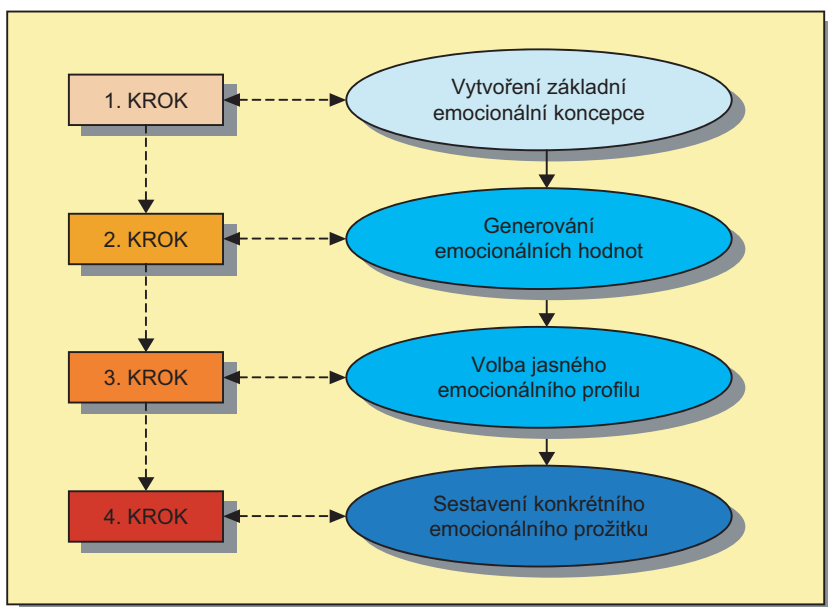 1. KROK
Vytvoření základní
emocionální koncepce
2. KROK
Generování
emocionálních hodnot
3. KROK
Volba jasného
emocionálního profilu
4. KROK
Sestavení konkrétního
emocionálního prožitku